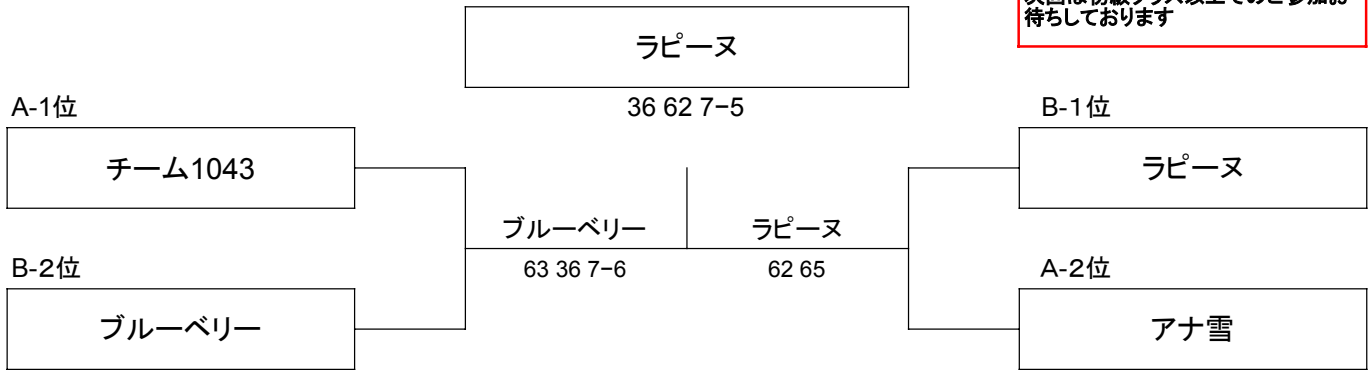 待ちしております
ラピーヌ
36 62 7−5
A-1位
B-1位
チーム1043
ラピーヌ
ブルーベリー
ラピーヌ
63 36 7−6
62 65
B-2位
A-2位
ブルーベリー
アナ雪